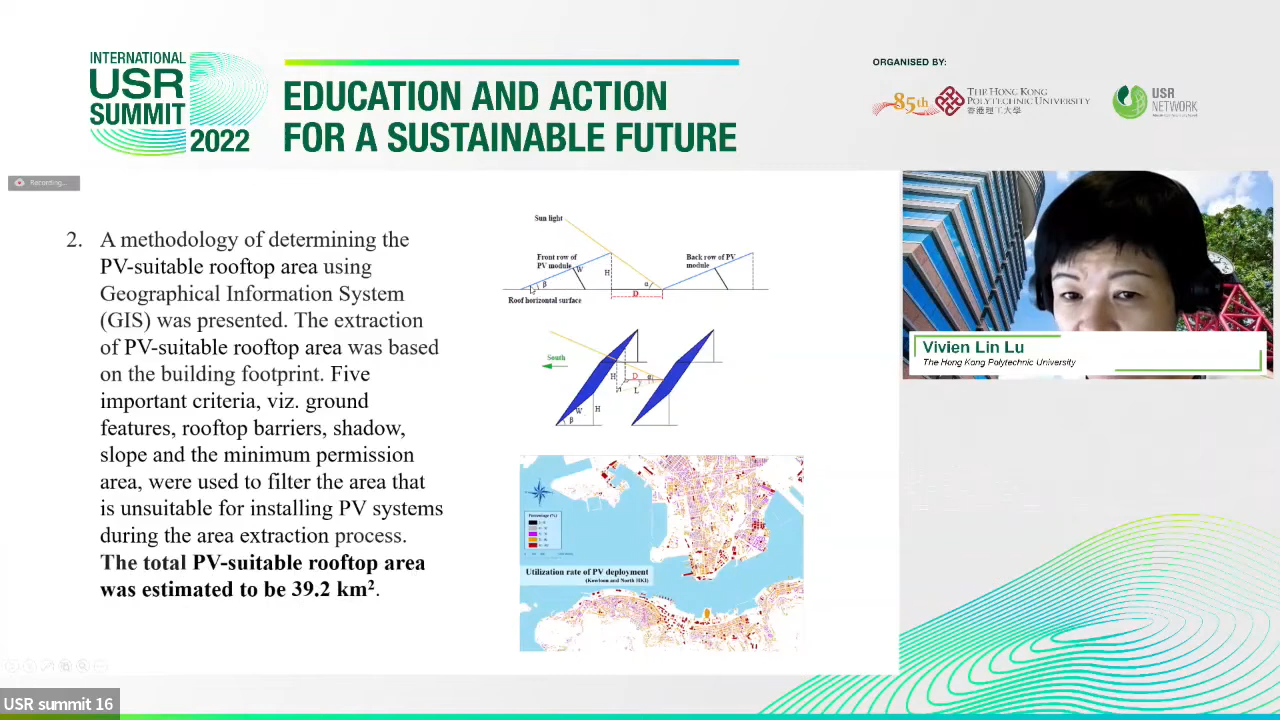 INTERNATIONAL
USR
SUMMIT
2022
EDUCATION AND ACTION
FOR A SUSTAINABLE FUTURE
ORGANISED BY:
85th
THE HONG KONG
POLYTECHNIC UNIVERSITY
香港理工大學
USR
NETWORK
Recording...
2. A methodology of determining the
PV-suitable rooftop area using
Geographical Information System
(GIS) was presented. The extraction
of PV-suitable rooftop area was based
on the building footprint. Five
important criteria, viz. ground
features, rooftop barriers, shadow,
slope and the minimum permission
area, were used to filter the area that
is unsuitable for installing PV systems
during the area extraction process.
The total PV-suitable rooftop area
was estimated to be 39.2 km².
Sun light
Front row of
PV module
Back row of PV
module
W
H
β
α
D
Roof horizontal surface
South
H
D
L
W
H
β
Percentage (%)
Utilization rate of PV deployment
(Kowloon and North HKI)
Vivien Lin Lu
The Hong Kong Polytechnic University
USR summit 16